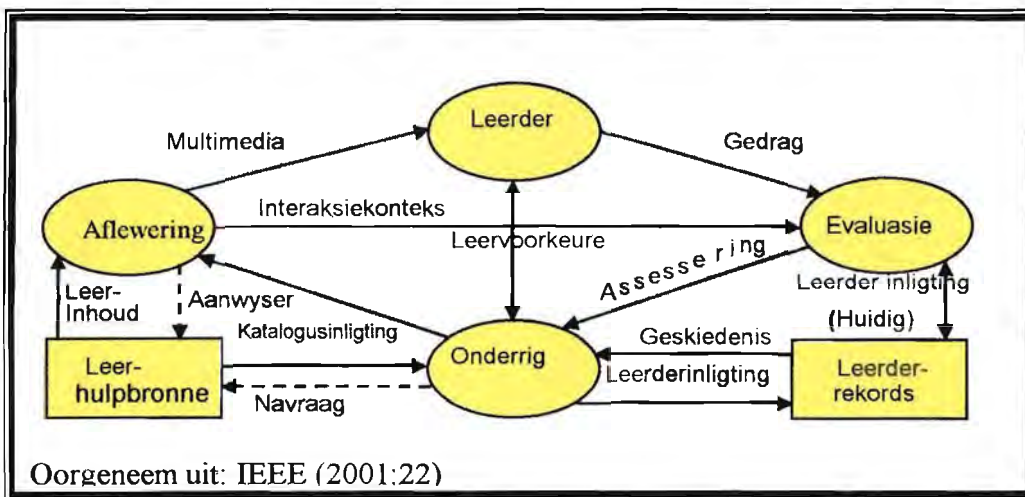 Leerder
Multimedia
Gedrag
Interaksiekonteks
Aflewering
Evaluasie
Leervoorkeure
Assessering
Leerder inligting
(Huidig)
Leer-
Inhoud
Aanwyser
Katalogusinligting
Onderrig
Geskiedenis
Leerderinligting
Leer-
hulpbronne
Navraag
Leerder-
rekords
Oorgeneem uit: IEEE (2001:22)